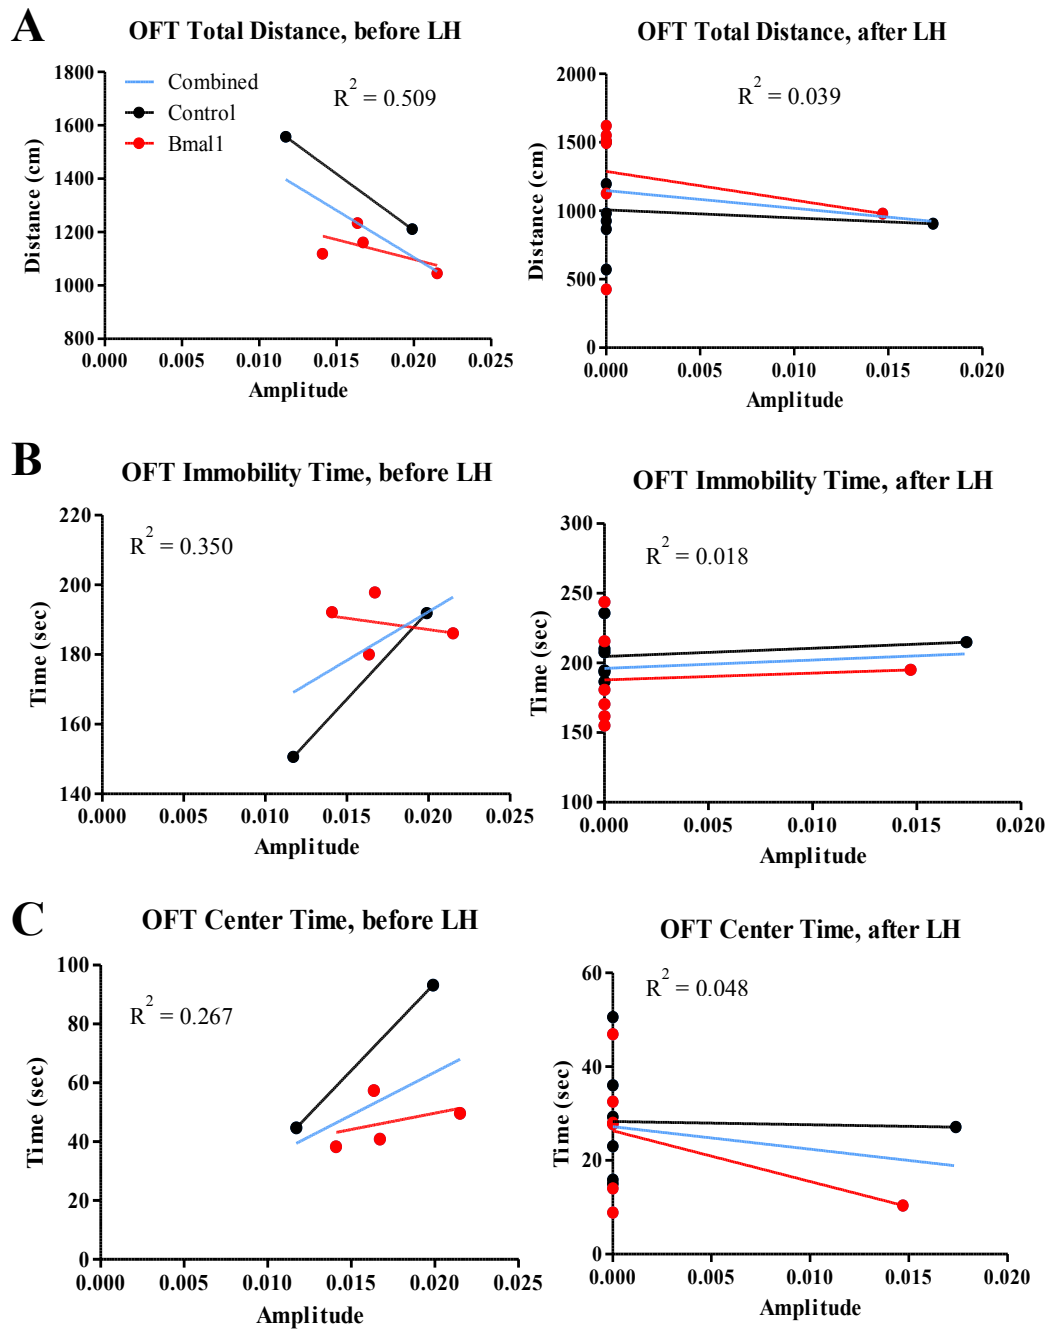 A
OFT Total Distance, before LH
1800
1600
1400
1200
1000
800
Distance (cm)
Combined
Control
Bmal1
R2 = 0.509
0.000 0.005 0.010 0.015 0.020 0.025
Amplitude
OFT Total Distance, after LH
2000
1500
1000
500
0
Distance (cm)
R2 = 0.039
0.000 0.005 0.010 0.015 0.020
Amplitude
B
OFT Immobility Time, before LH
220
200
180
160
140
Time (sec)
R2 = 0.350
0.000 0.005 0.010 0.015 0.020 0.025
Amplitude
OFT Immobility Time, after LH
300
250
200
150
100
Time (sec)
R2 = 0.018
0.000 0.005 0.010 0.015 0.020
Amplitude
C
OFT Center Time, before LH
100
80
60
40
20
0
Time (sec)
R2 = 0.267
0.000 0.005 0.010 0.015 0.020 0.025
Amplitude
OFT Center Time, after LH
60
40
20
0
Time (sec)
R2 = 0.048
0.000 0.005 0.010 0.015 0.020
Amplitude